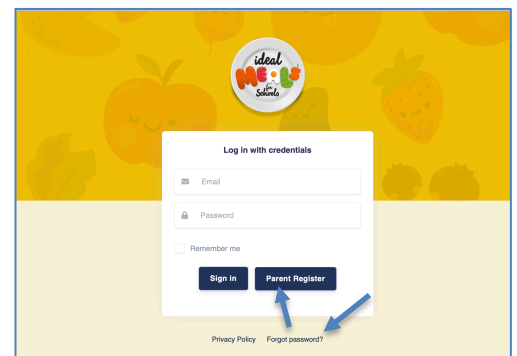 ideal
MEALS
for
Schools
Log in with credentials
Email
Password
Remember me
Sign In Parent Register
Privacy Policy Forgot password?